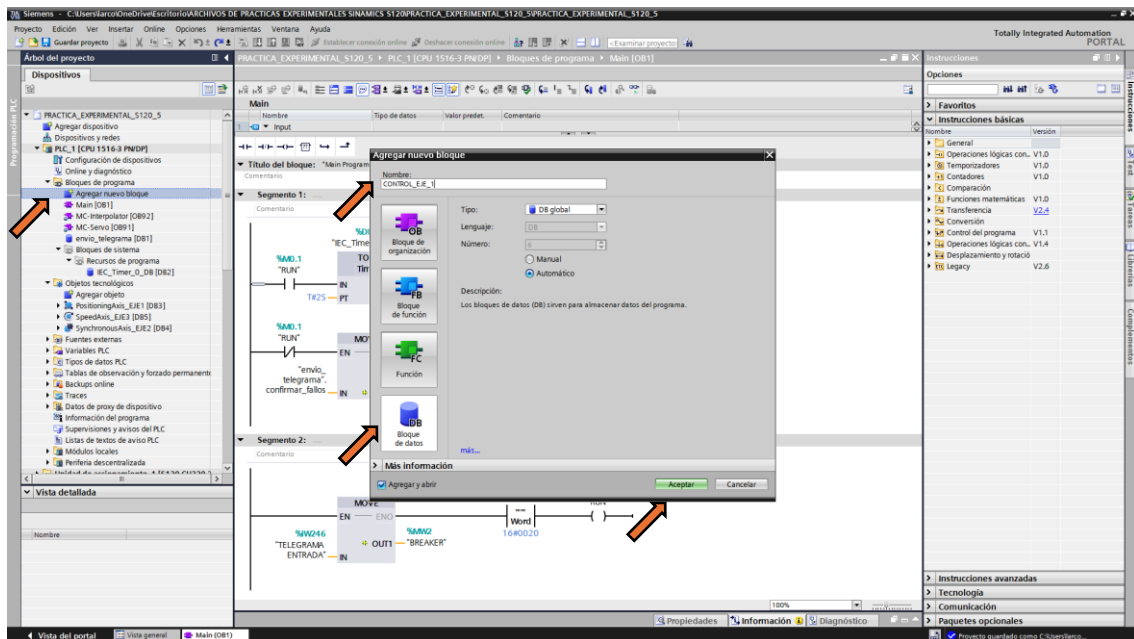 Siemens - C:\Users\larco\OneDrive\Escritorio\ARCHIVOS DE PRACTICAS EXPERIMENTALES SINAMICS S120\PRACTICA_EXPERIMENTAL_S120_5\PRACTICA_EXPERIMENTAL_S120_5
Proyecto Edición Ver Insertar Online Opciones Herramientas Ventana Ayuda
Guardar proyecto Establecer conexión online Deshacer conexión online <Examinar proyecto>
Totally Integrated Automation
PORTAL
Árbol del proyecto
Dispositivos
Programación PLC
PRACTICA_EXPERIMENTAL_S120_5
Agregar dispositivo
Dispositivos y redes
PLC_1 [CPU 1516-3 PN/DP]
Configuración de dispositivos
Online y diagnóstico
Bloques de programa
Agregar nuevo bloque
Main [OB1]
MC-Interpolator [OB92]
MC-Servo [OB91]
envio_telegrama [DB1]
Bloques de sistema
Recursos de programa
IEC_Timer_0_DB [DB2]
Objetos tecnológicos
Agregar objeto
PositioningAxis_EJE1 [DB3]
SpeedAxis_EJE3 [DB5]
SynchronousAxis_EJE2 [DB4]
Fuentes externas
Variables PLC
Tipos de datos PLC
Tablas de observación y forzado permanente
Backups online
Traces
Datos de proxy de dispositivo
Información del programa
Supervisiones y avisos del PLC
Listas de textos de aviso PLC
Módulos locales
Periferia descentralizada
Vista detallada
Nombre
PRACTICA_EXPERIMENTAL_S120_5 PLC_1 [CPU 1516-3 PN/DP] Bloques de programa Main [OB1]
Main
Nombre Tipo de datos Valor predet. Comentario
1 Input
Título del bloque: "Main Program
Comentario
Segmento 1: ....
Comentario
"IEC_Time
%M0.1
"RUN"
TO
Tim
IN
T#2S PT
%M0.1
"RUN"
MO
EN
"envio_
telegrama".
confirmar_fallos IN
Segmento 2: ....
Comentario
MOVE
EN ENO
%IW246
"TELEGRAMA
ENTRADA" IN
OUT1
%MW2
"BREAKER"
==
Word
16#0020
100%
Agregar nuevo bloque
Nombre:
CONTROL_EJE_1
OB
Bloque de
organización
FB
Bloque
de función
FC
Función
DB
Bloque
de datos
Tipo: DB global
Lenguaje: DB
Número: 6
Manual
Automático
Descripción:
Los bloques de datos (DB) sirven para almacenar datos del programa.
más...
Más información
Agregar y abrir
Aceptar Cancelar
Instrucciones
Opciones
Favoritos
Instrucciones básicas
Nombre Versión
General
Operaciones lógicas con... V1.0
Temporizadores V1.0
Contadores V1.0
Comparación
Funciones matemáticas V1.0
Transferencia V2.4
Conversión
Control del programa V1.1
Operaciones lógicas con... V1.4
Desplazamiento y rotació
Legacy V2.6
Instrucciones avanzadas
Tecnología
Comunicación
Paquetes opcionales
Instrucciones
Test
Tareas
Librerías
Complementos
Propiedades Información Diagnóstico
Vista del portal Vista general Main (OB1)
Proyecto guardado como C:\Users\larco...